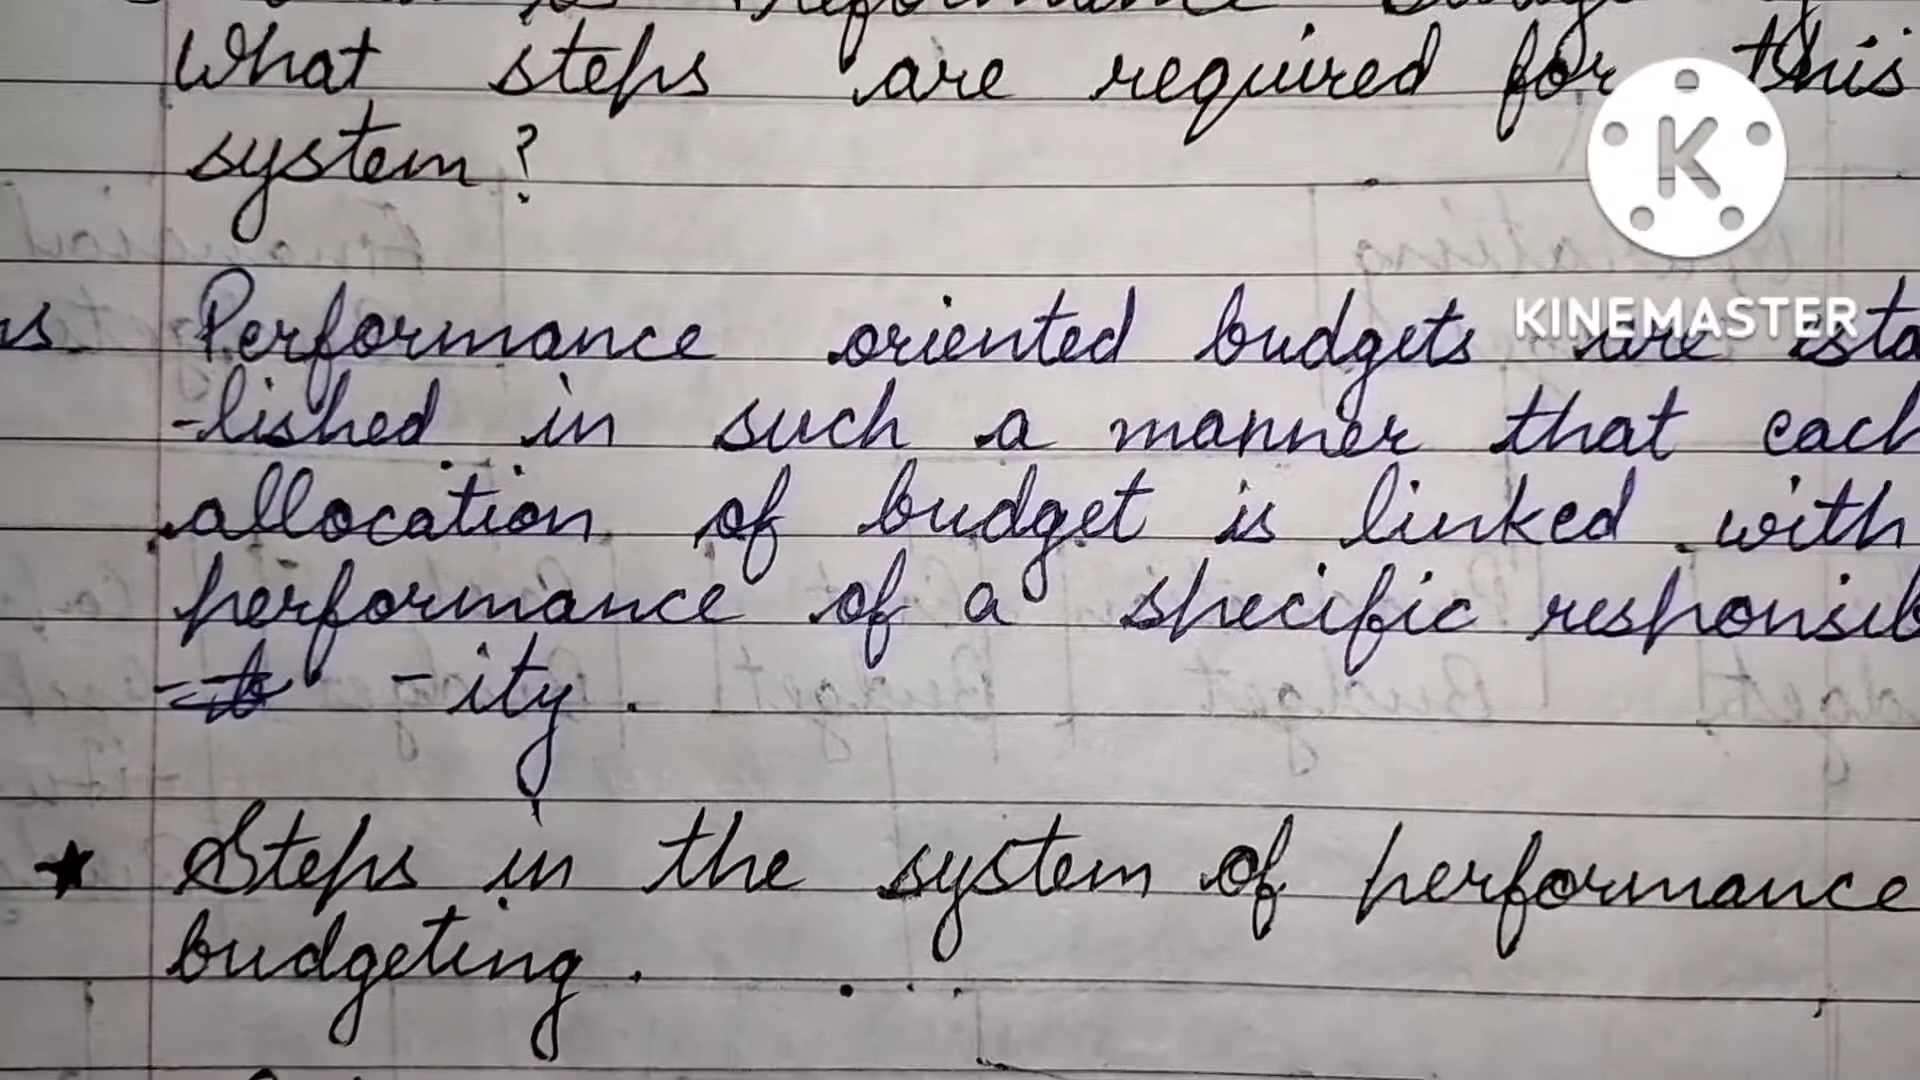 Performance
What steps are required for this
system?
Performance oriented budgets are esta
-lished in such a manner that each
allocation of budget is linked with
performance of a specific responsib
-ity.
★ Steps in the system of performance
budgeting.
KINEMASTER